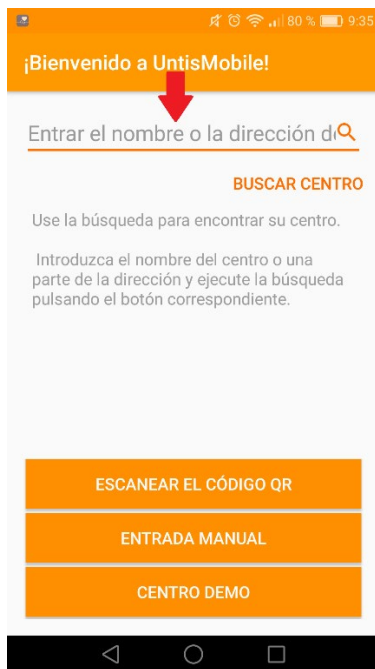 80 % 9:35
¡Bienvenido a UntisMobile!
Entrar el nombre o la dirección de
BUSCAR CENTRO
Use la búsqueda para encontrar su centro.
Introduzca el nombre del centro o una
parte de la dirección y ejecute la búsqueda
pulsando el botón correspondiente.
ESCANEAR EL CÓDIGO QR
ENTRADA MANUAL
CENTRO DEMO